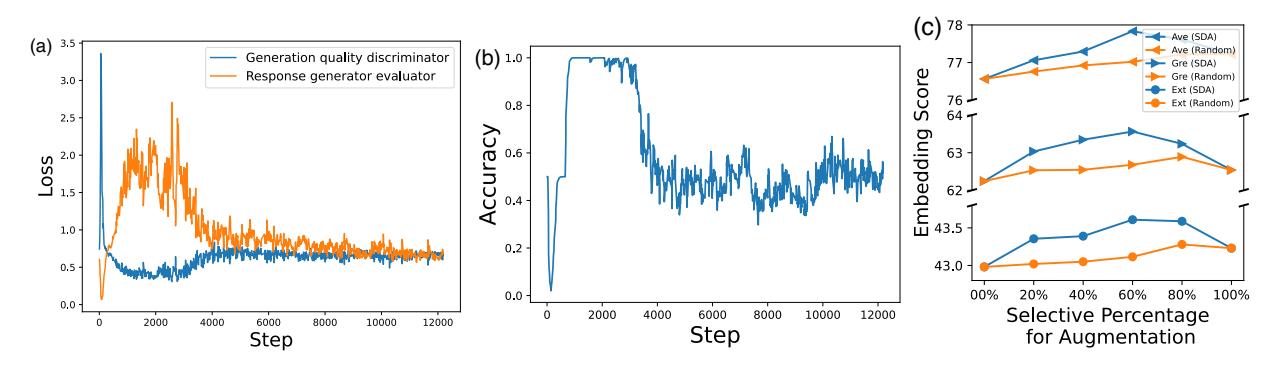 (a)
3.5
3.0
2.5
2.0
1.5
1.0
0.5
0.0
Loss
Generation quality discriminator
Response generator evaluator
0
2000
4000
6000
8000
10000
12000
Step
(b)
1.0
0.8
0.6
0.4
0.2
0.0
Accuracy
0
2000
4000
6000
8000
10000
12000
Step
(c)
78
77
76
64
63
62
43.5
43.0
Embedding Score
Ave (SDA)
Ave (Random)
Gre (SDA)
Gre (Random)
Ext (SDA)
Ext (Random)
00%
20%
40%
60%
80%
100%
Selective Percentage
for Augmentation